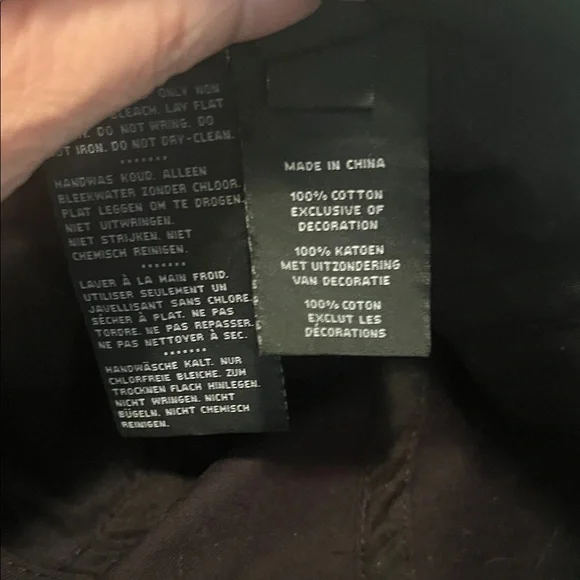 ONLY NON
BLEACH. LAY FLAT
DO NOT WRING. DO
IRON. DO NOT DRY-CLEAN.
HANDWAS KOUD. ALLEEN
BLEEKWATER ZONDER CHLOOR.
PLAT LEGGEN OM TE DROGEN.
NIET UITWRINGEN.
NIET STRIJKEN. NIET
CHEMISCH REINIGEN.
LAVER À LA MAIN FROID.
UTILISER SEULEMENT UN
JAVELLISANT SANS CHLORE.
SÉCHER À PLAT. NE PAS
TORDRE. NE PAS REPASSER.
NE PAS NETTOYER À SEC.
HANDWÄSCHE KALT. NUR
CHLORFREIE BLEICHE. ZUM
TROCKNEN FLACH HINLEGEN.
NICHT WRINGEN. NICHT
BÜGELN. NICHT CHEMISCH
REINIGEN.
MADE IN CHINA
100% COTTON
EXCLUSIVE OF
DECORATION
100% KATOEN
MET UITZONDERING
VAN DECORATIE
100% COTON
EXCLUT LES
DÉCORATIONS